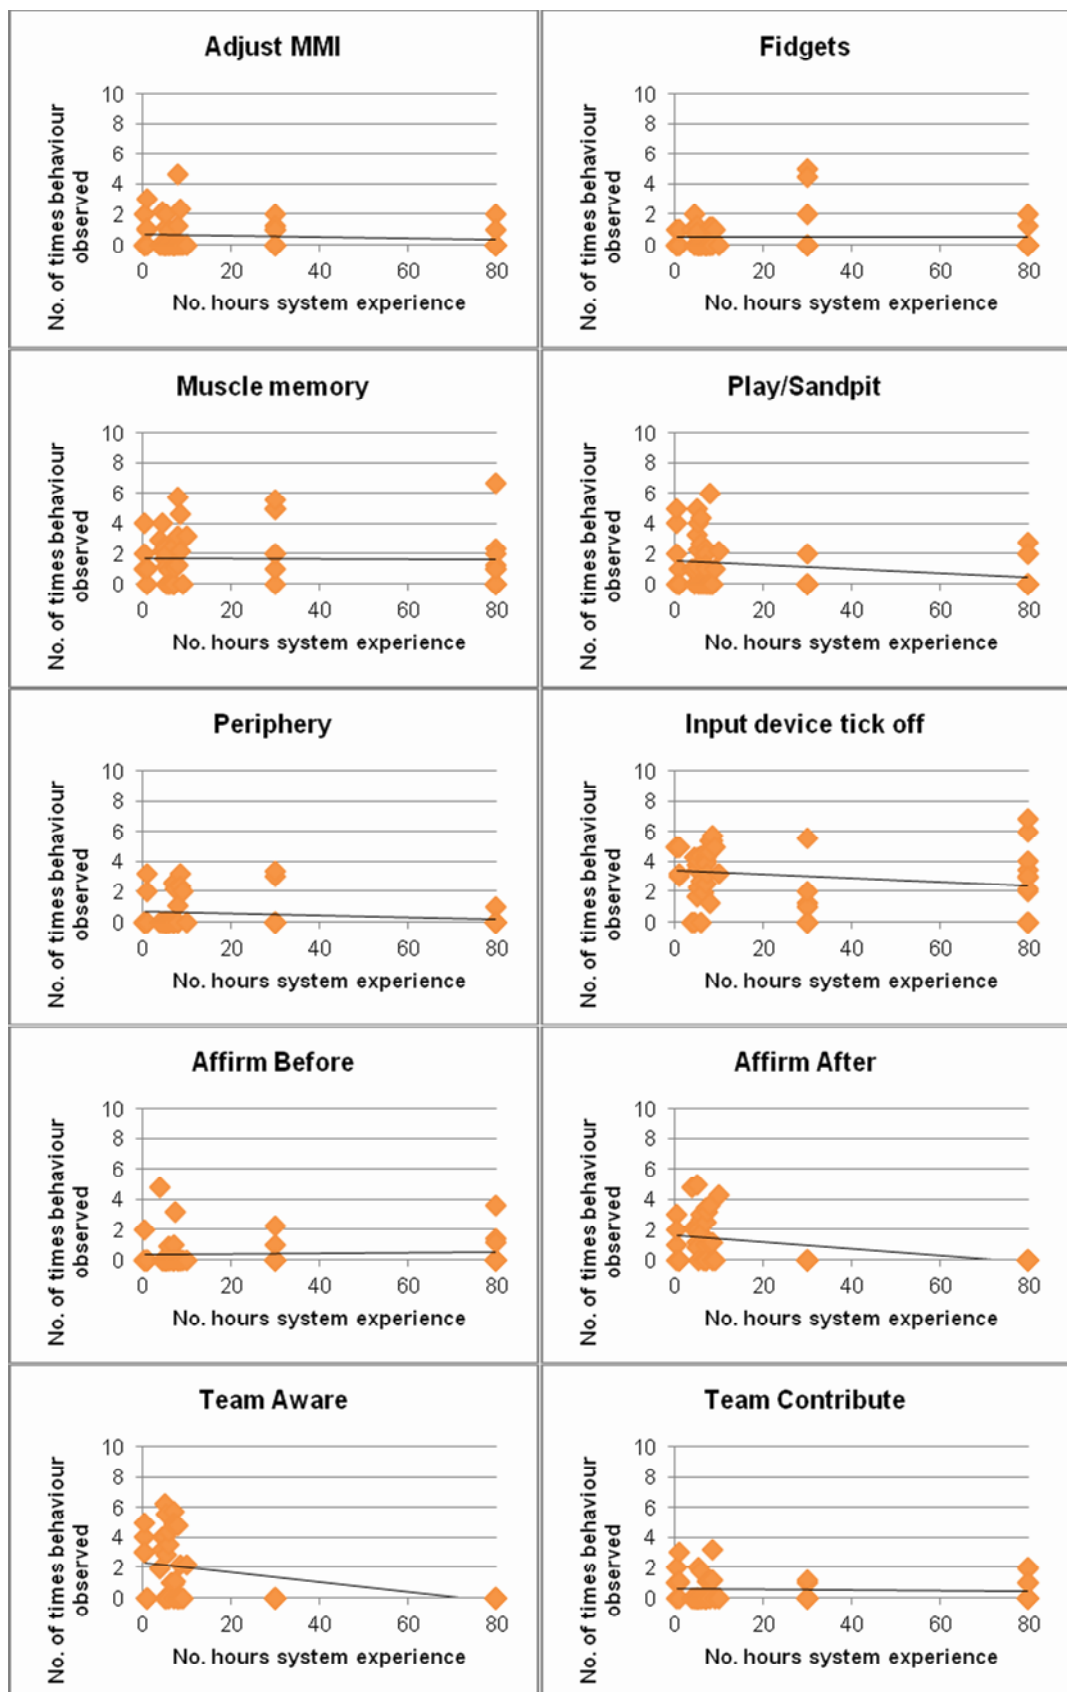 Adjust MMI
No. of times behaviour
observed
10
8
6
4
2
0
0 20 40 60 80
No. hours system experience
Fidgets
No. of times behaviour
observed
10
8
6
4
2
0
0 20 40 60 80
No. hours system experience
Muscle memory
No. of times behaviour
observed
10
8
6
4
2
0
0 20 40 60 80
No. hours system experience
Play/Sandpit
No. of times behaviour
observed
10
8
6
4
2
0
0 20 40 60 80
No. hours system experience
Periphery
No. of times behaviour
observed
10
8
6
4
2
0
0 20 40 60 80
No. hours system experience
Input device tick off
No. of times behaviour
observed
10
8
6
4
2
0
0 20 40 60 80
No. hours system experience
Affirm Before
No. of times behaviour
observed
10
8
6
4
2
0
0 20 40 60 80
No. hours system experience
Affirm After
No. of times behaviour
observed
10
8
6
4
2
0
0 20 40 60 80
No. hours system experience
Team Aware
No. of times behaviour
observed
10
8
6
4
2
0
0 20 40 60 80
No. hours system experience
Team Contribute
No. of times behaviour
observed
10
8
6
4
2
0
0 20 40 60 80
No. hours system experience